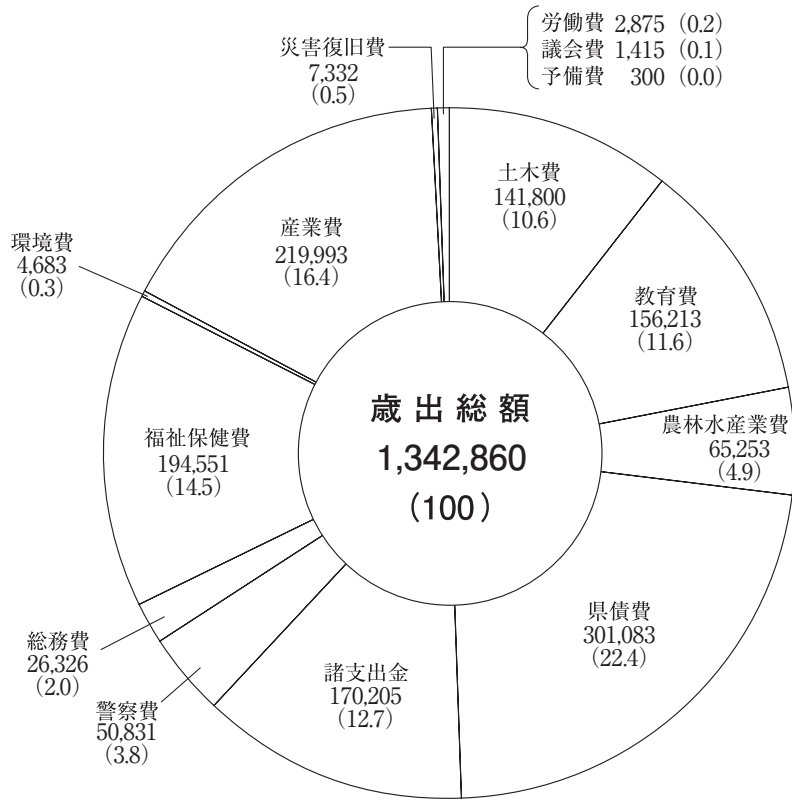 労働費 2,875 (0.2)
議会費 1,415 (0.1)
予備費 300 (0.0)
災害復旧費
7,332
(0.5)
土木費
141,800
(10.6)
産業費
219,993
(16.4)
環境費
4,683
(0.3)
教育費
156,213
(11.6)
歳出総額
1,342,860
(100)
農林水産業費
65,253
(4.9)
福祉保健費
194,551
(14.5)
県債費
301,083
(22.4)
総務費
26,326
(2.0)
諸支出金
170,205
(12.7)
警察費
50,831
(3.8)